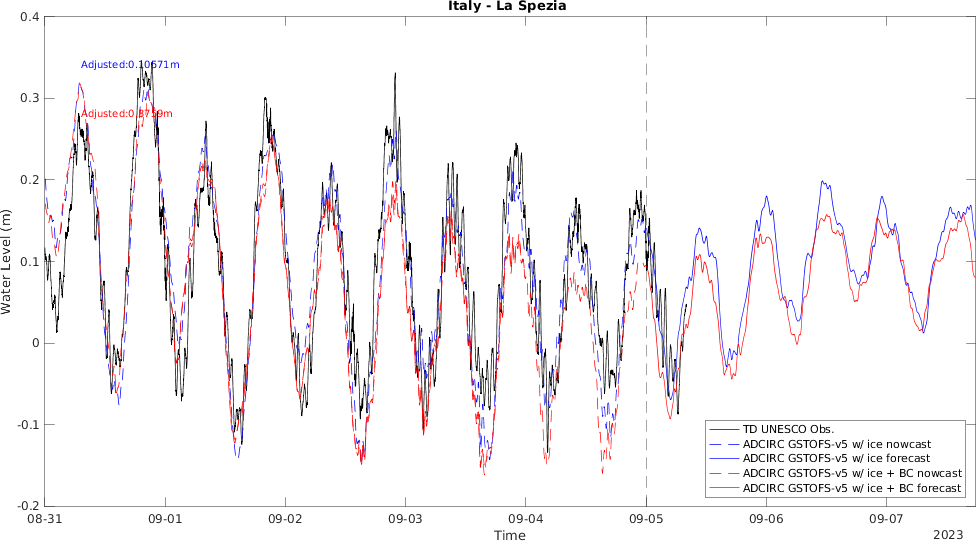 Italy - La Spezia
0.4
0.3
0.2
0.1
0
-0.1
-0.2
Water Level (m)
Adjusted:0.10671m
08-31
09-01
09-02
09-03
09-04
09-05
09-06
09-07
Time
2023
TD UNESCO Obs.
ADCIRC GSTOFS-v5 w/ ice nowcast
ADCIRC GSTOFS-v5 w/ ice forecast
ADCIRC GSTOFS-v5 w/ ice + BC nowcast
ADCIRC GSTOFS-v5 w/ ice + BC forecast